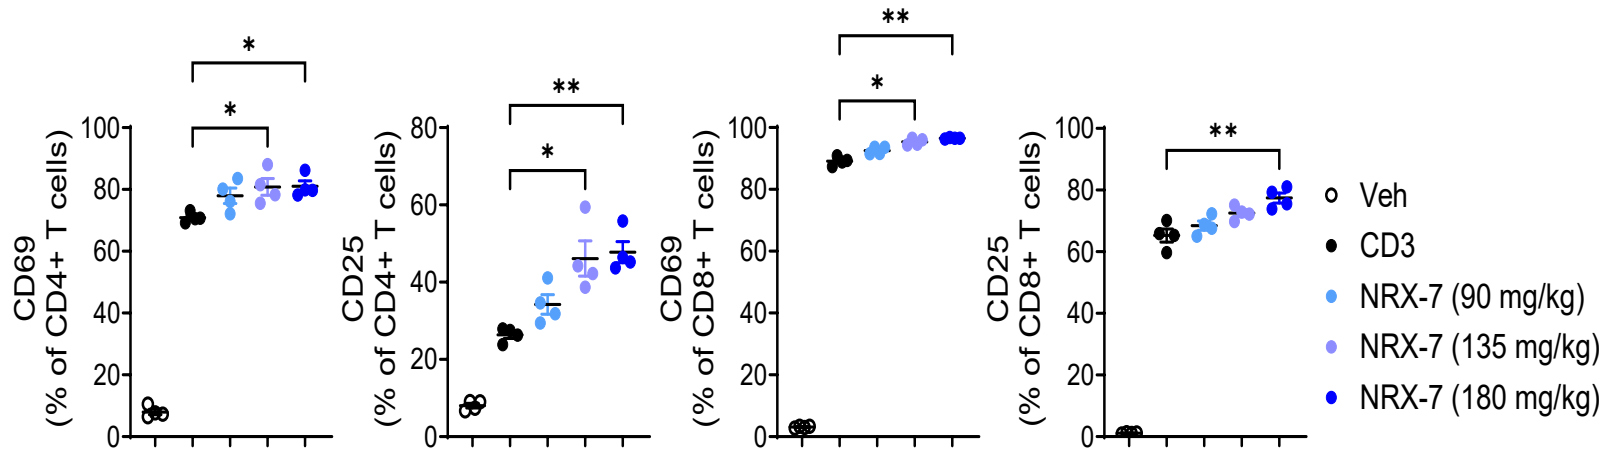 *
*
100
80
60
40
20
0
CD69
(% of CD4+ T cells)
**
*
80
60
40
20
0
CD25
(% of CD4+ T cells)
**
*
100
80
60
40
20
0
CD69
(% of CD8+ T cells)
**
100
80
60
40
20
0
CD25
(% of CD8+ T cells)
Veh
CD3
NRX-7 (90 mg/kg)
NRX-7 (135 mg/kg)
NRX-7 (180 mg/kg)